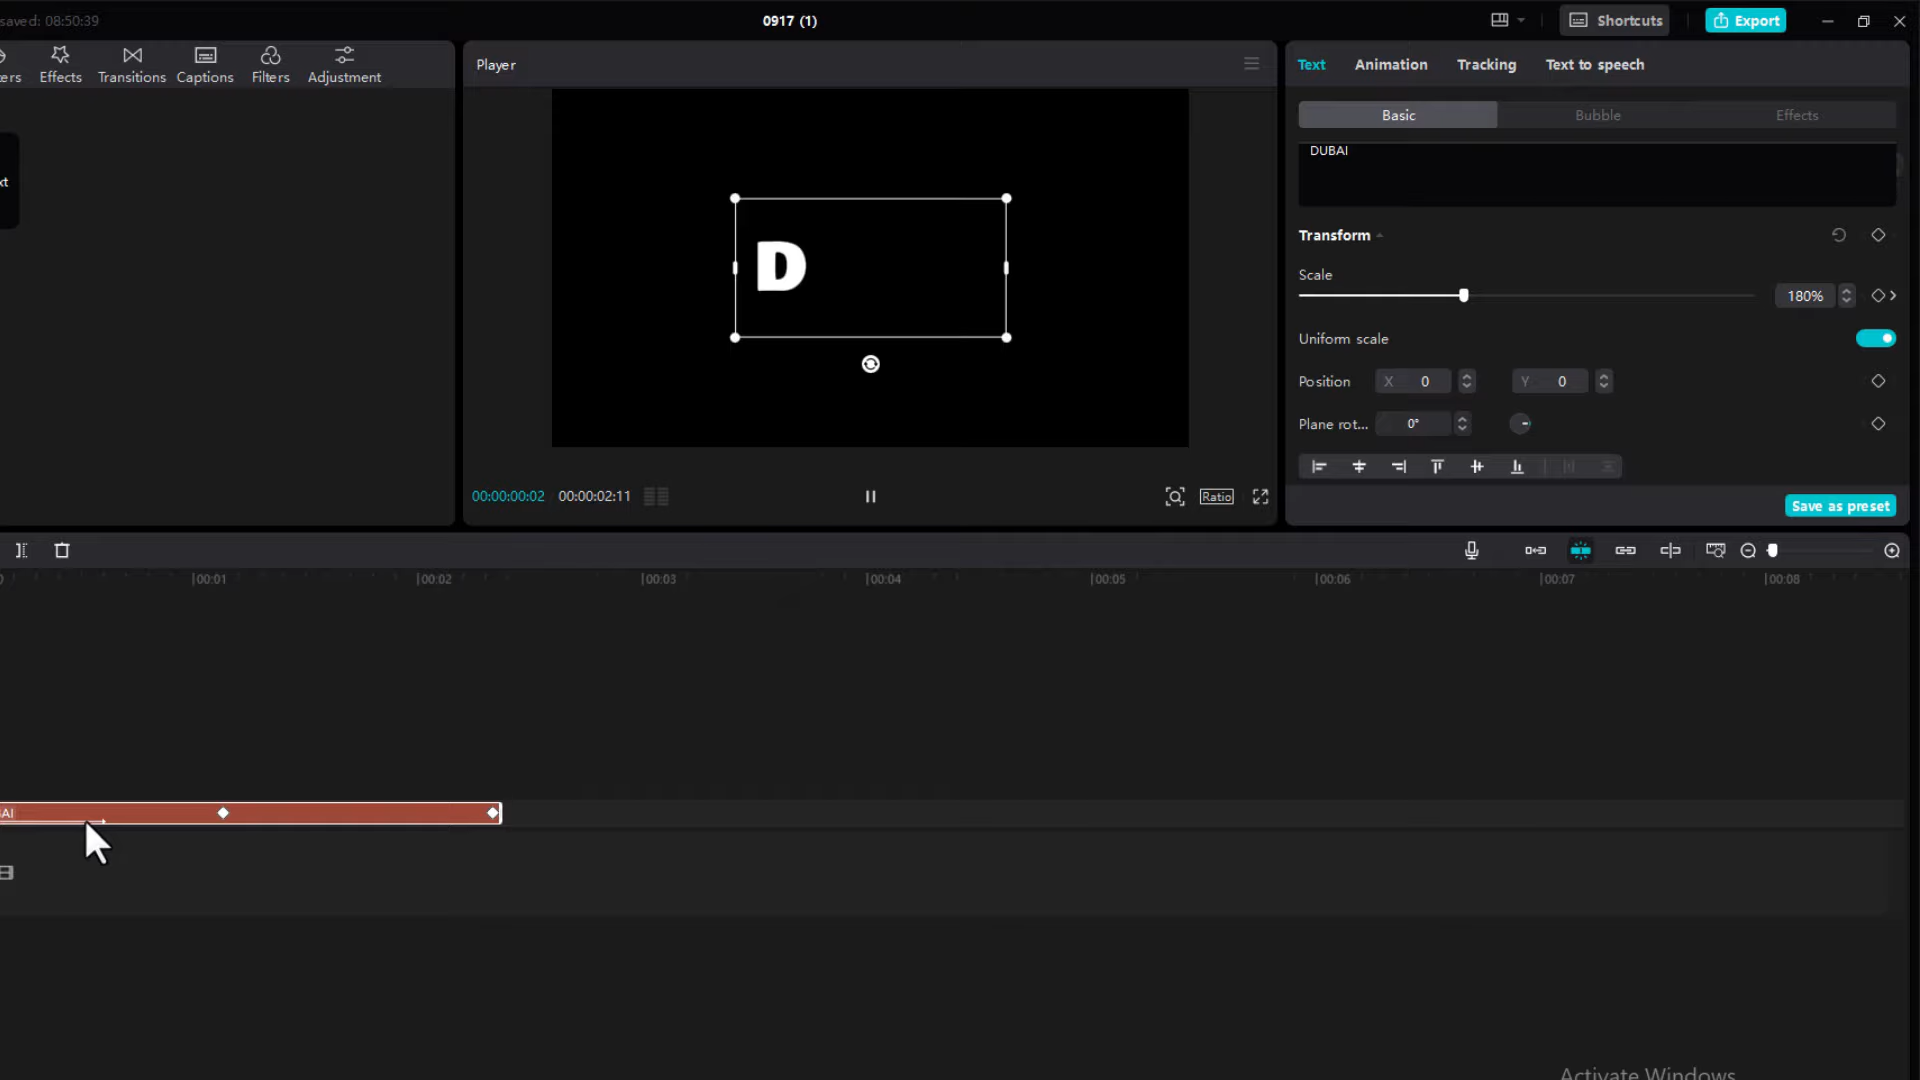 saved: 08:50:39
0917 (1)
Shortcuts
Export
ers
Effects
Transitions
Captions
Filters
Adjustment
Player
Text
Animation
Tracking
Text to speech
Basic
Bubble
Effects
DUBAI
xt
D
Transform
Scale
180%
Uniform scale
Position
X 0
Y 0
Plane rot...
0°
00:00:00:02
00:00:02:11
Ratio
Save as preset
0
00:01
00:02
00:03
00:04
00:05
00:06
00:07
00:08
BAI
Activate Windows